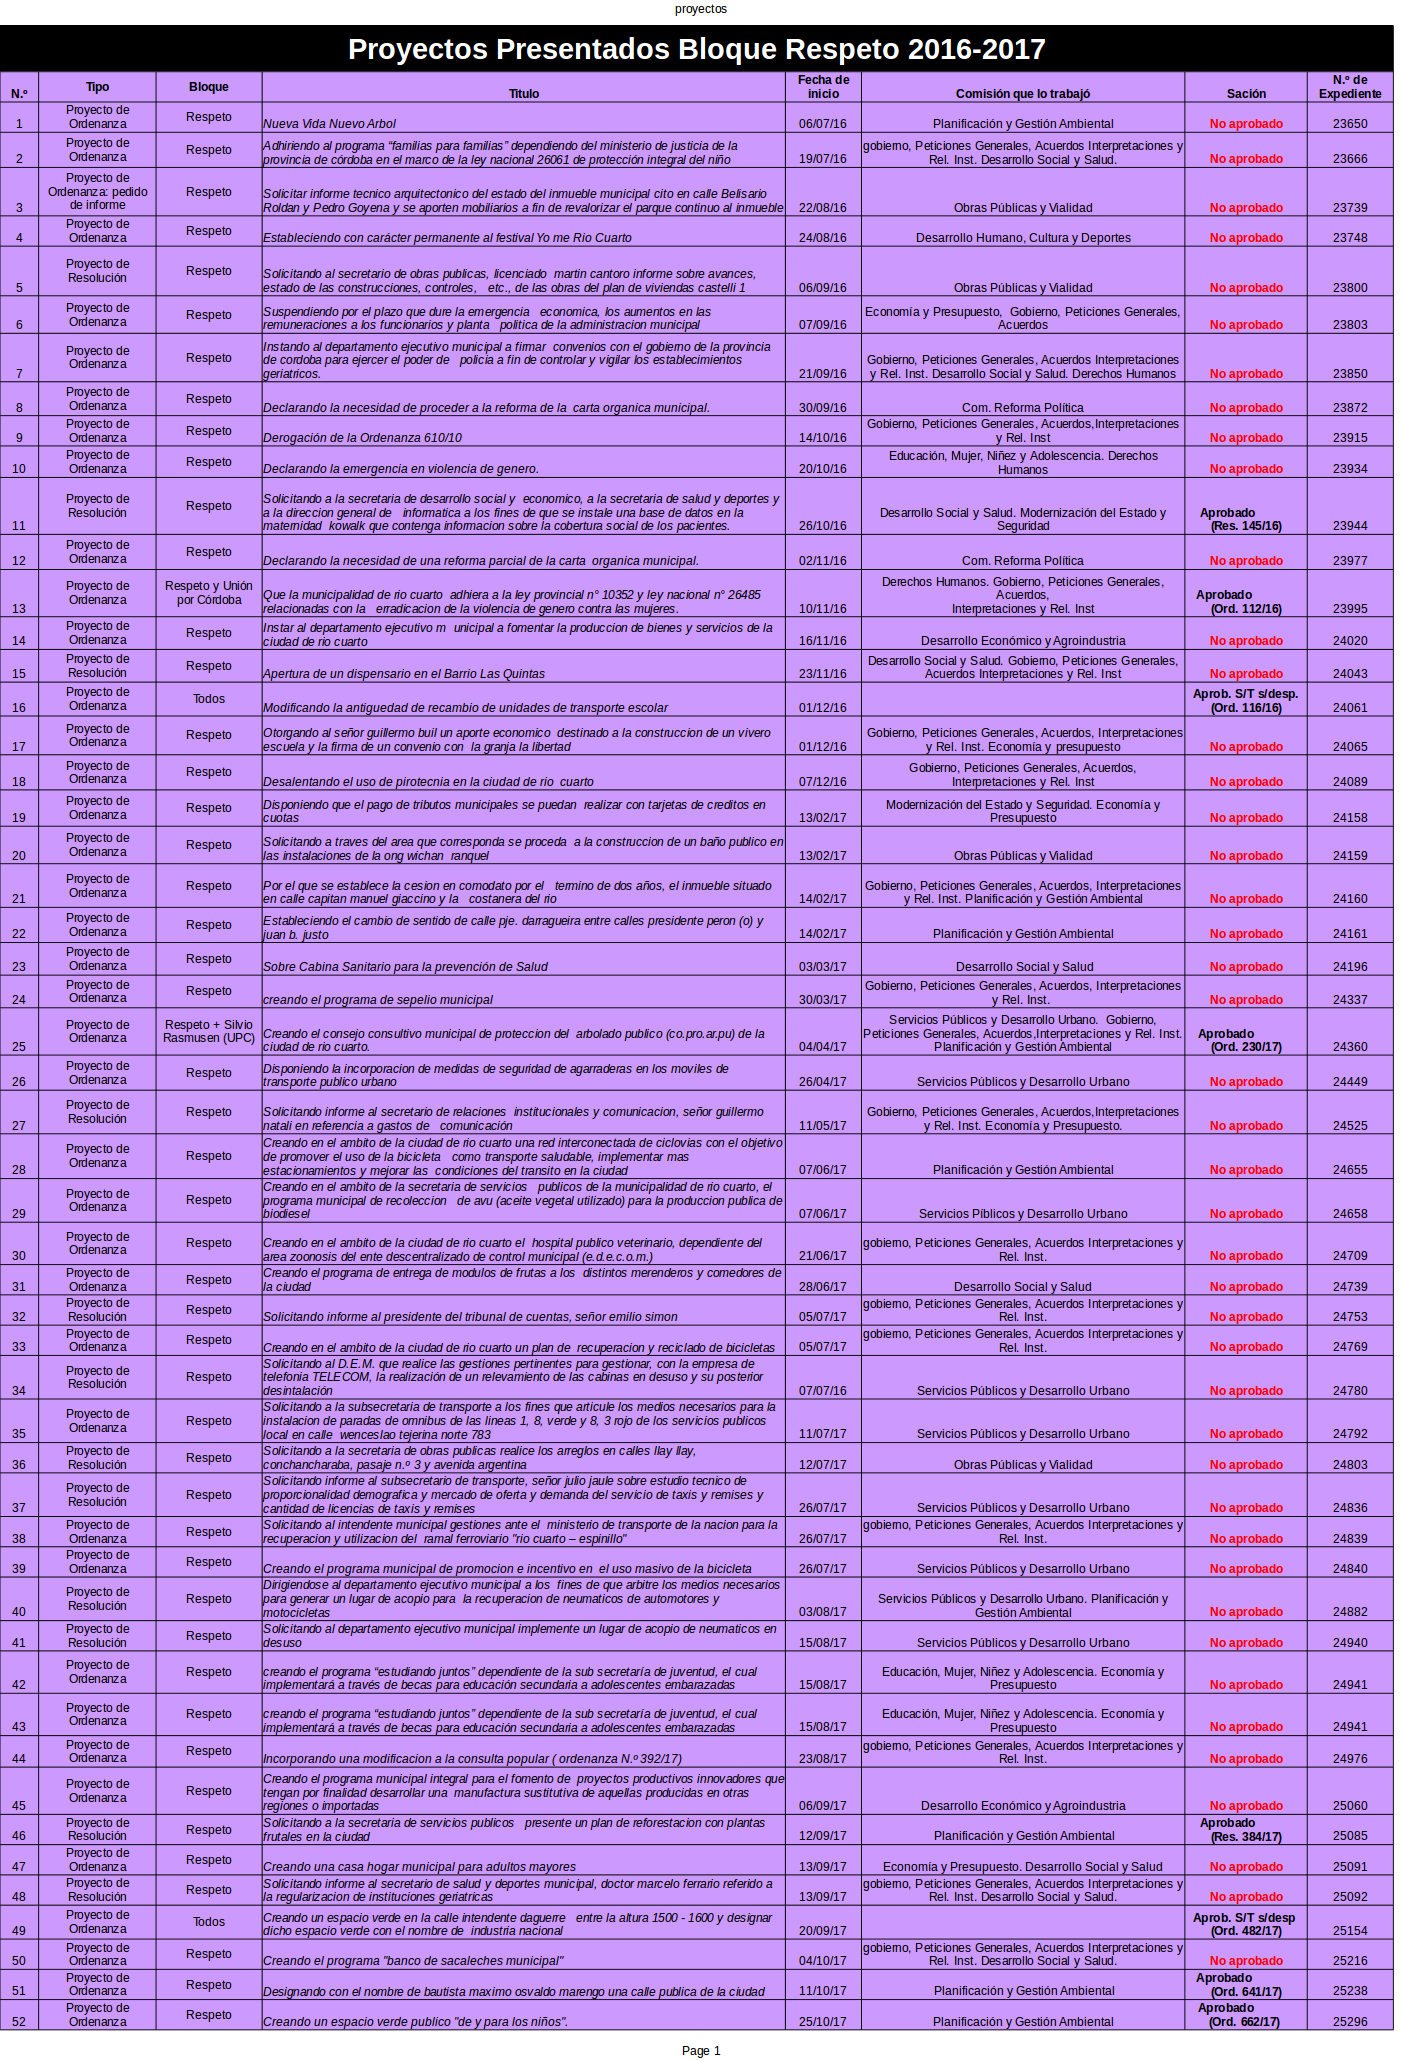 proyectos
Proyectos Presentados Bloque Respeto 2016-2017
N.º Tipo Bloque Titulo Fecha de inicio Comisión que lo trabajó Sación N.º de Expediente
1 Proyecto de Ordenanza Respeto Nueva Vida Nuevo Arbol 06/07/16 Planificación y Gestión Ambiental No aprobado 23650
2 Proyecto de Ordenanza Respeto Adhiriendo al programa “familias para familias” dependiendo del ministerio de justicia de la provincia de córdoba en el marco de la ley nacional 26061 de protección integral del niño 19/07/16 gobierno, Peticiones Generales, Acuerdos Interpretaciones y Rel. Inst. Desarrollo Social y Salud. No aprobado 23666
3 Proyecto de Ordenanza: pedido de informe Respeto Solicitar informe tecnico arquitectonico del estado del inmueble municipal cito en calle Belisario Roldan y Pedro Goyena y se aporten mobiliarios a fin de revalorizar el parque continuo al inmueble 22/08/16 Obras Públicas y Vialidad No aprobado 23739
4 Proyecto de Ordenanza Respeto Estableciendo con carácter permanente al festival Yo me Rio Cuarto 24/08/16 Desarrollo Humano, Cultura y Deportes No aprobado 23748
5 Proyecto de Resolución Respeto Solicitando al secretario de obras publicas, licenciado martin cantoro informe sobre avances, estado de las construcciones, controles, etc., de las obras del plan de viviendas castelli 1 06/09/16 Obras Públicas y Vialidad No aprobado 23800
6 Proyecto de Ordenanza Respeto Suspendiendo por el plazo que dure la emergencia economica, los aumentos en las remuneraciones a los funcionarios y planta politica de la administracion municipal 07/09/16 Economía y Presupuesto, Gobierno, Peticiones Generales, Acuerdos No aprobado 23803
7 Proyecto de Ordenanza Respeto Instando al departamento ejecutivo municipal a firmar convenios con el gobierno de la provincia de cordoba para ejercer el poder de policia a fin de controlar y vigilar los establecimientos geriatricos. 21/09/16 Gobierno, Peticiones Generales, Acuerdos Interpretaciones y Rel. Inst. Desarrollo Social y Salud. Derechos Humanos No aprobado 23850
8 Proyecto de Ordenanza Respeto Declarando la necesidad de proceder a la reforma de la carta organica municipal. 30/09/16 Com. Reforma Política No aprobado 23872
9 Proyecto de Ordenanza Respeto Derogación de la Ordenanza 610/10 14/10/16 Gobierno, Peticiones Generales, Acuerdos,Interpretaciones y Rel. Inst No aprobado 23915
10 Proyecto de Ordenanza Respeto Declarando la emergencia en violencia de genero. 20/10/16 Educación, Mujer, Niñez y Adolescencia. Derechos Humanos No aprobado 23934
11 Proyecto de Resolución Respeto Solicitando a la secretaria de desarrollo social y economico, a la secretaria de salud y deportes y a la direccion general de informatica a los fines de que se instale una base de datos en la maternidad kowalk que contenga informacion sobre la cobertura social de los pacientes. 26/10/16 Desarrollo Social y Salud. Modernización del Estado y Seguridad Aprobado (Res. 145/16) 23944
12 Proyecto de Ordenanza Respeto Declarando la necesidad de una reforma parcial de la carta organica municipal. 02/11/16 Com. Reforma Política No aprobado 23977
13 Proyecto de Ordenanza Respeto y Unión por Córdoba Que la municipalidad de rio cuarto adhiera a la ley provincial n° 10352 y ley nacional n° 26485 relacionadas con la erradicacion de la violencia de genero contra las mujeres. 10/11/16 Derechos Humanos. Gobierno, Peticiones Generales, Acuerdos, Interpretaciones y Rel. Inst Aprobado (Ord. 112/16) 23995
14 Proyecto de Ordenanza Respeto Instar al departamento ejecutivo m unicipal a fomentar la produccion de bienes y servicios de la ciudad de rio cuarto 16/11/16 Desarrollo Económico y Agroindustria No aprobado 24020
15 Proyecto de Resolución Respeto Apertura de un dispensario en el Barrio Las Quintas 23/11/16 Desarrollo Social y Salud. Gobierno, Peticiones Generales, Acuerdos Interpretaciones y Rel. Inst No aprobado 24043
16 Proyecto de Ordenanza Todos Modificando la antiguedad de recambio de unidades de transporte escolar 01/12/16 Aprob. S/T s/desp. (Ord. 116/16) 24061
17 Proyecto de Ordenanza Respeto Otorgando al señor guillermo buil un aporte economico destinado a la construccion de un vivero escuela y la firma de un convenio con la granja la libertad 01/12/16 Gobierno, Peticiones Generales, Acuerdos, Interpretaciones y Rel. Inst. Economía y presupuesto No aprobado 24065
18 Proyecto de Ordenanza Respeto Desalentando el uso de pirotecnia en la ciudad de rio cuarto 07/12/16 Gobierno, Peticiones Generales, Acuerdos, Interpretaciones y Rel. Inst No aprobado 24089
19 Proyecto de Ordenanza Respeto Disponiendo que el pago de tributos municipales se puedan realizar con tarjetas de creditos en cuotas 13/02/17 Modernización del Estado y Seguridad. Economía y Presupuesto No aprobado 24158
20 Proyecto de Ordenanza Respeto Solicitando a traves del area que corresponda se proceda a la construccion de un baño publico en las instalaciones de la ong wichan ranquel 13/02/17 Obras Públicas y Vialidad No aprobado 24159
21 Proyecto de Ordenanza Respeto Por el que se establece la cesion en comodato por el termino de dos años, el inmueble situado en calle capitan manuel giaccino y la costanera del rio 14/02/17 Gobierno, Peticiones Generales, Acuerdos, Interpretaciones y Rel. Inst. Planificación y Gestión Ambiental No aprobado 24160
22 Proyecto de Ordenanza Respeto Estableciendo el cambio de sentido de calle pje. darragueira entre calles presidente peron (o) y juan b. justo 14/02/17 Planificación y Gestión Ambiental No aprobado 24161
23 Proyecto de Ordenanza Respeto Sobre Cabina Sanitario para la prevención de Salud 03/03/17 Desarrollo Social y Salud No aprobado 24196
24 Proyecto de Ordenanza Respeto creando el programa de sepelio municipal 30/03/17 Gobierno, Peticiones Generales, Acuerdos, Interpretaciones y Rel. Inst. No aprobado 24337
25 Proyecto de Ordenanza Respeto + Silvio Rasmusen (UPC) Creando el consejo consultivo municipal de proteccion del arbolado publico (co.pro.ar.pu) de la ciudad de rio cuarto. 04/04/17 Servicios Públicos y Desarrollo Urbano. Gobierno, Peticiones Generales, Acuerdos,Interpretaciones y Rel. Inst. Planificación y Gestión Ambiental Aprobado (Ord. 230/17) 24360
26 Proyecto de Ordenanza Respeto Disponiendo la incorporacion de medidas de seguridad de agarraderas en los moviles de transporte publico urbano 26/04/17 Servicios Públicos y Desarrollo Urbano No aprobado 24449
27 Proyecto de Resolución Respeto Solicitando informe al secretario de relaciones institucionales y comunicacion, señor guillermo natali en referencia a gastos de comunicación 11/05/17 Gobierno, Peticiones Generales, Acuerdos,Interpretaciones y Rel. Inst. Economía y Presupuesto. No aprobado 24525
28 Proyecto de Ordenanza Respeto Creando en el ambito de la ciudad de rio cuarto una red interconectada de ciclovias con el objetivo de promover el uso de la bicicleta como transporte saludable, implementar mas estacionamientos y mejorar las condiciones del transito en la ciudad 07/06/17 Planificación y Gestión Ambiental No aprobado 24655
29 Proyecto de Ordenanza Respeto Creando en el ambito de la secretaria de servicios publicos de la municipalidad de rio cuarto, el programa municipal de recoleccion de avu (aceite vegetal utilizado) para la produccion publica de biodiesel 07/06/17 Servicios Píblicos y Desarrollo Urbano No aprobado 24658
30 Proyecto de Ordenanza Respeto Creando en el ambito de la ciudad de rio cuarto el hospital publico veterinario, dependiente del area zoonosis del ente descentralizado de control municipal (e.d.e.c.o.m.) 21/06/17 gobierno, Peticiones Generales, Acuerdos Interpretaciones y Rel. Inst. No aprobado 24709
31 Proyecto de Ordenanza Respeto Creando el programa de entrega de modulos de frutas a los distintos merenderos y comedores de la ciudad 28/06/17 Desarrollo Social y Salud No aprobado 24739
32 Proyecto de Resolución Respeto Solicitando informe al presidente del tribunal de cuentas, señor emilio simon 05/07/17 gobierno, Peticiones Generales, Acuerdos Interpretaciones y Rel. Inst. No aprobado 24753
33 Proyecto de Ordenanza Respeto Creando en el ambito de la ciudad de rio cuarto un plan de recuperacion y reciclado de bicicletas 05/07/17 gobierno, Peticiones Generales, Acuerdos Interpretaciones y Rel. Inst. No aprobado 24769
34 Proyecto de Resolución Respeto Solicitando al D.E.M. que realice las gestiones pertinentes para gestionar, con la empresa de telefonia TELECOM, la realización de un relevamiento de las cabinas en desuso y su posterior desintalación 07/07/16 Servicios Públicos y Desarrollo Urbano No aprobado 24780
35 Proyecto de Ordenanza Respeto Solicitando a la subsecretaria de transporte a los fines que articule los medios necesarios para la instalacion de paradas de omnibus de las lineas 1, 8, verde y 8, 3 rojo de los servicios publicos local en calle wenceslao tejerina norte 783 11/07/17 Servicios Públicos y Desarrollo Urbano No aprobado 24792
36 Proyecto de Resolución Respeto Solicitando a la secretaria de obras publicas realice los arreglos en calles llay llay, conchancharaba, pasaje n.º 3 y avenida argentina 12/07/17 Obras Públicas y Vialidad No aprobado 24803
37 Proyecto de Resolución Respeto Solicitando informe al subsecretario de transporte, señor julio jaule sobre estudio tecnico de proporcionalidad demografica y mercado de oferta y demanda del servicio de taxis y remises y cantidad de licencias de taxis y remises 26/07/17 Servicios Públicos y Desarrollo Urbano No aprobado 24836
38 Proyecto de Ordenanza Respeto Solicitando al intendente municipal gestiones ante el ministerio de transporte de la nacion para la recuperacion y utilizacion del ramal ferroviario "rio cuarto – espinillo" 26/07/17 gobierno, Peticiones Generales, Acuerdos Interpretaciones y Rel. Inst. No aprobado 24839
39 Proyecto de Ordenanza Respeto Creando el programa municipal de promocion e incentivo en el uso masivo de la bicicleta 26/07/17 Servicios Públicos y Desarrollo Urbano No aprobado 24840
40 Proyecto de Resolución Respeto Dirigiendose al departamento ejecutivo municipal a los fines de que arbitre los medios necesarios para generar un lugar de acopio para la recuperacion de neumaticos de automotores y motocicletas 03/08/17 Servicios Públicos y Desarrollo Urbano. Planificación y Gestión Ambiental No aprobado 24882
41 Proyecto de Resolución Respeto Solicitando al departamento ejecutivo municipal implemente un lugar de acopio de neumaticos en desuso 15/08/17 Servicios Públicos y Desarrollo Urbano No aprobado 24940
42 Proyecto de Ordenanza Respeto creando el programa “estudiando juntos” dependiente de la sub secretaría de juventud, el cual implementará a través de becas para educación secundaria a adolescentes embarazadas 15/08/17 Educación, Mujer, Niñez y Adolescencia. Economía y Presupuesto No aprobado 24941
43 Proyecto de Ordenanza Respeto creando el programa “estudiando juntos” dependiente de la sub secretaría de juventud, el cual implementará a través de becas para educación secundaria a adolescentes embarazadas 15/08/17 Educación, Mujer, Niñez y Adolescencia. Economía y Presupuesto No aprobado 24941
44 Proyecto de Ordenanza Respeto Incorporando una modificacion a la consulta popular ( ordenanza N.º 392/17) 23/08/17 gobierno, Peticiones Generales, Acuerdos Interpretaciones y Rel. Inst. No aprobado 24976
45 Proyecto de Ordenanza Respeto Creando el programa municipal integral para el fomento de proyectos productivos innovadores que tengan por finalidad desarrollar una manufactura sustitutiva de aquellas producidas en otras regiones o importadas 06/09/17 Desarrollo Económico y Agroindustria No aprobado 25060
46 Proyecto de Resolución Respeto Solicitando a la secretaria de servicios publicos presente un plan de reforestacion con plantas frutales en la ciudad 12/09/17 Planificación y Gestión Ambiental Aprobado (Res. 384/17) 25085
47 Proyecto de Ordenanza Respeto Creando una casa hogar municipal para adultos mayores 13/09/17 Economía y Presupuesto. Desarrollo Social y Salud No aprobado 25091
48 Proyecto de Resolución Respeto Solicitando informe al secretario de salud y deportes municipal, doctor marcelo ferrario referido a la regularizacion de instituciones geriatricas 13/09/17 gobierno, Peticiones Generales, Acuerdos Interpretaciones y Rel. Inst. Desarrollo Social y Salud. No aprobado 25092
49 Proyecto de Ordenanza Todos Creando un espacio verde en la calle intendente daguerre entre la altura 1500 - 1600 y designar dicho espacio verde con el nombre de industria nacional 20/09/17 Aprob. S/T s/desp (Ord. 482/17) 25154
50 Proyecto de Ordenanza Respeto Creando el programa "banco de sacaleches municipal" 04/10/17 gobierno, Peticiones Generales, Acuerdos Interpretaciones y Rel. Inst. Desarrollo Social y Salud. No aprobado 25216
51 Proyecto de Ordenanza Respeto Designando con el nombre de bautista maximo osvaldo marengo una calle publica de la ciudad 11/10/17 Planificación y Gestión Ambiental Aprobado (Ord. 641/17) 25238
52 Proyecto de Ordenanza Respeto Creando un espacio verde publico "de y para los niños". 25/10/17 Planificación y Gestión Ambiental Aprobado (Ord. 662/17) 25296
Page 1